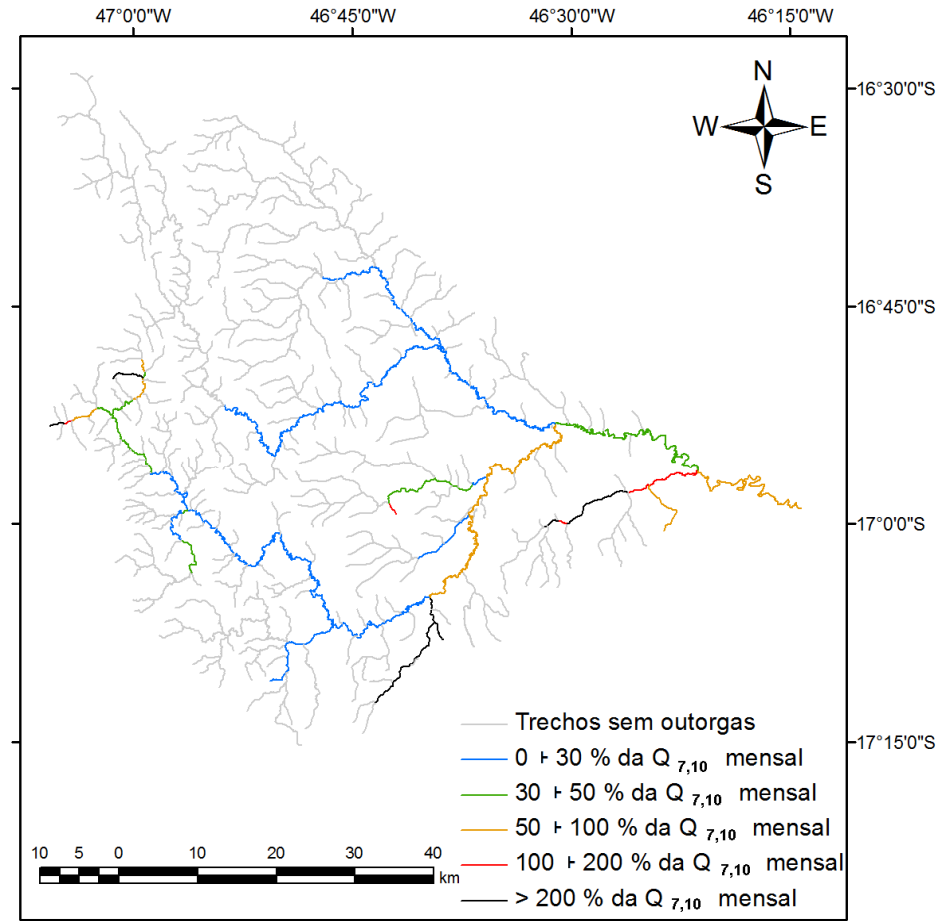 47°0'0"W 46°45'0"W 46°30'0"W 46°15'0"W
16°30'0"S
N
W E
S
16°45'0"S
17°0'0"S
17°15'0"S
Trechos sem outorgas
0 ⊦ 30 % da Q 7,10 mensal
30 ⊦ 50 % da Q 7,10 mensal
50 ⊦ 100 % da Q 7,10 mensal
100 ⊦ 200 % da Q 7,10 mensal
> 200 % da Q 7,10 mensal
10 5 0 10 20 30 40
km